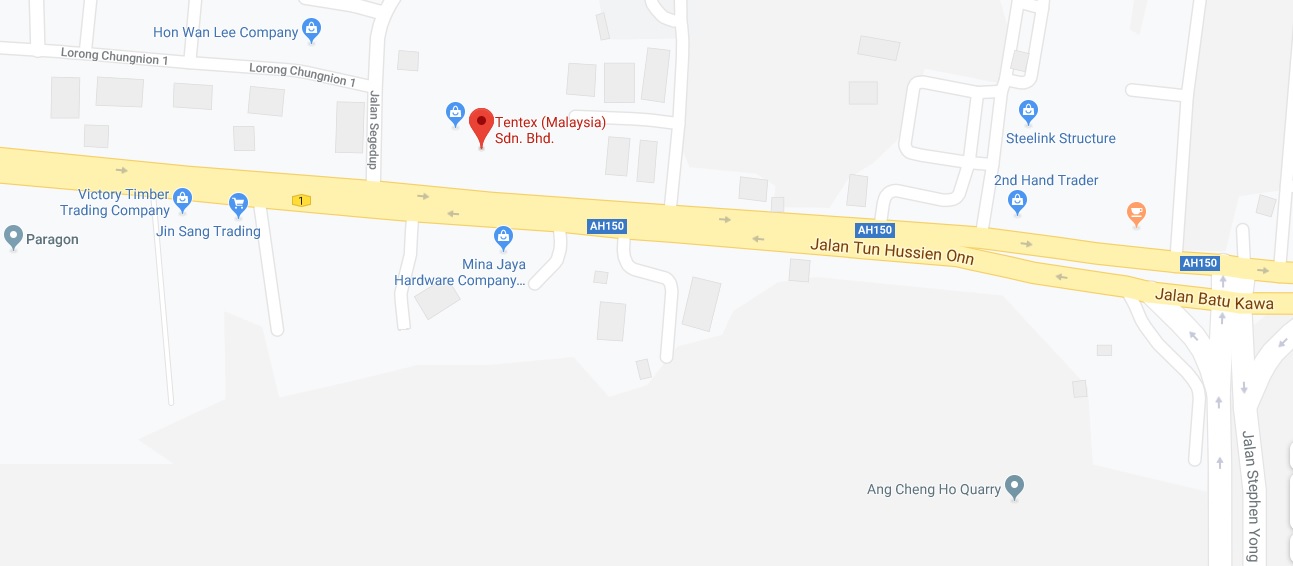 Hon Wan Lee Company
Lorong Chungnion 1
Lorong Chungnion 1
Jalan Segedup
Tentex (Malaysia)
Sdn. Bhd.
Steelink Structure
2nd Hand Trader
Victory Timber
Trading Company
1
Jin Sang Trading
Paragon
AH150
AH150
Mina Jaya
Hardware Company...
Jalan Tun Hussien Onn
AH150
Jalan Batu Kawa
Jalan Stephen Yong
Ang Cheng Ho Quarry